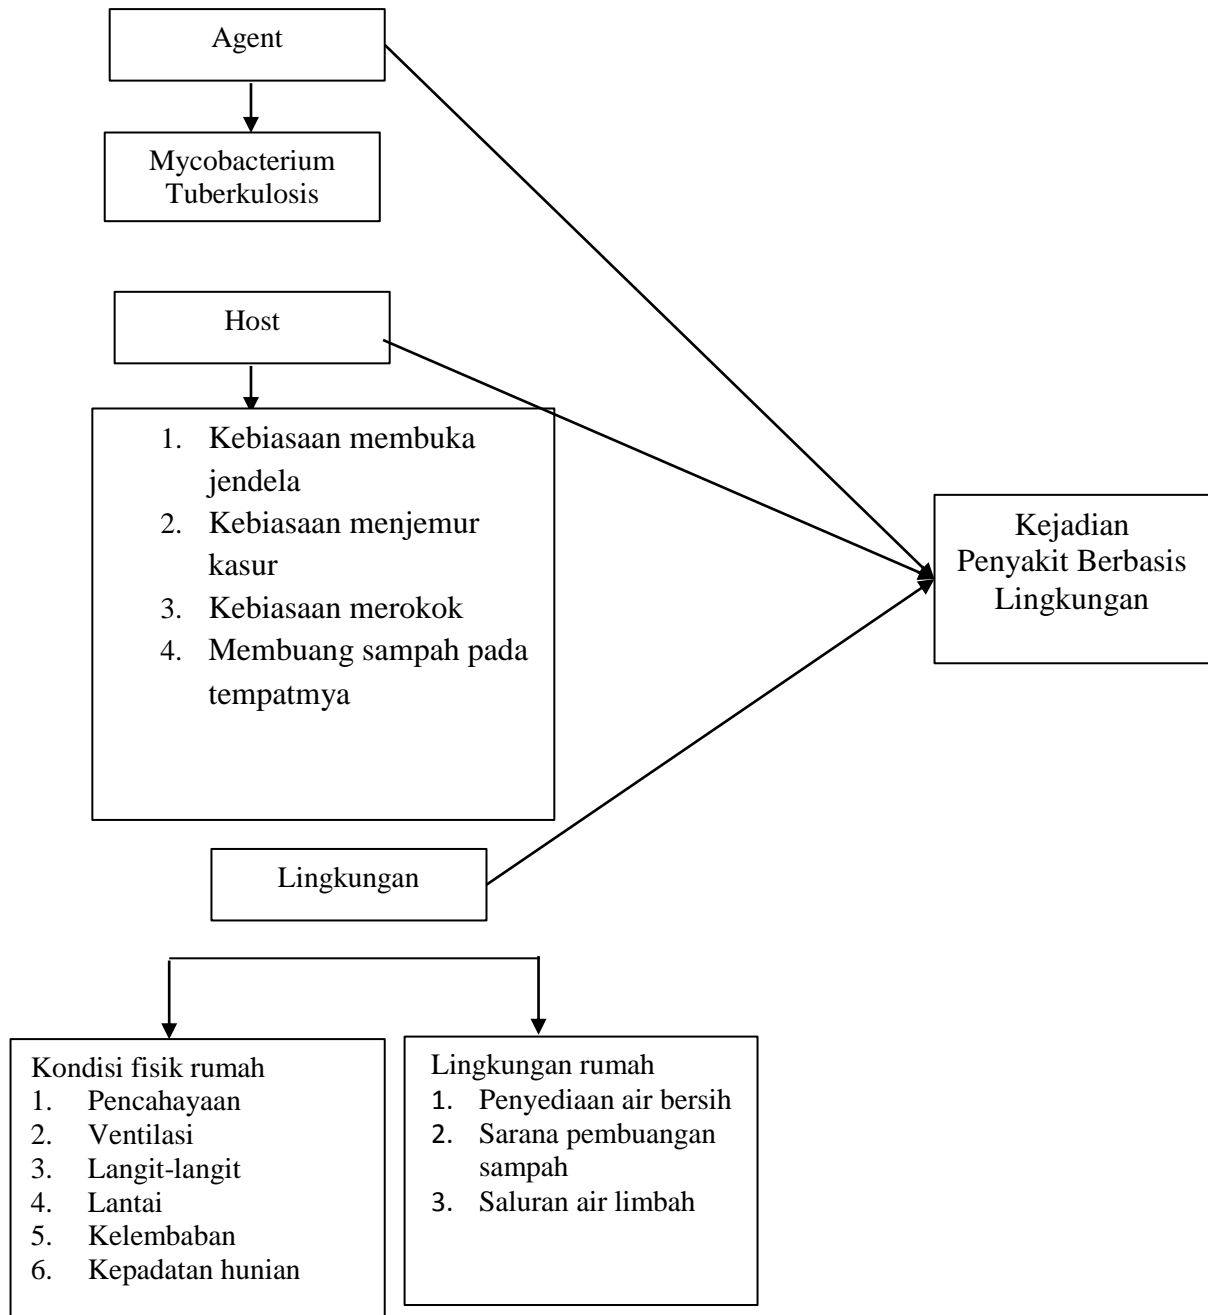 Agent
Mycobacterium
Tuberkulosis
Host
1. Kebiasaan membuka
jendela
2. Kebiasaan menjemur
kasur
3. Kebiasaan merokok
4. Membuang sampah pada
tempatmya
Kejadian
Penyakit Berbasis
Lingkungan
Lingkungan
Kondisi fisik rumah
1. Pencahayaan
2. Ventilasi
3. Langit-langit
4. Lantai
5. Kelembaban
6. Kepadatan hunian
Lingkungan rumah
1. Penyediaan air bersih
2. Sarana pembuangan
sampah
3. Saluran air limbah